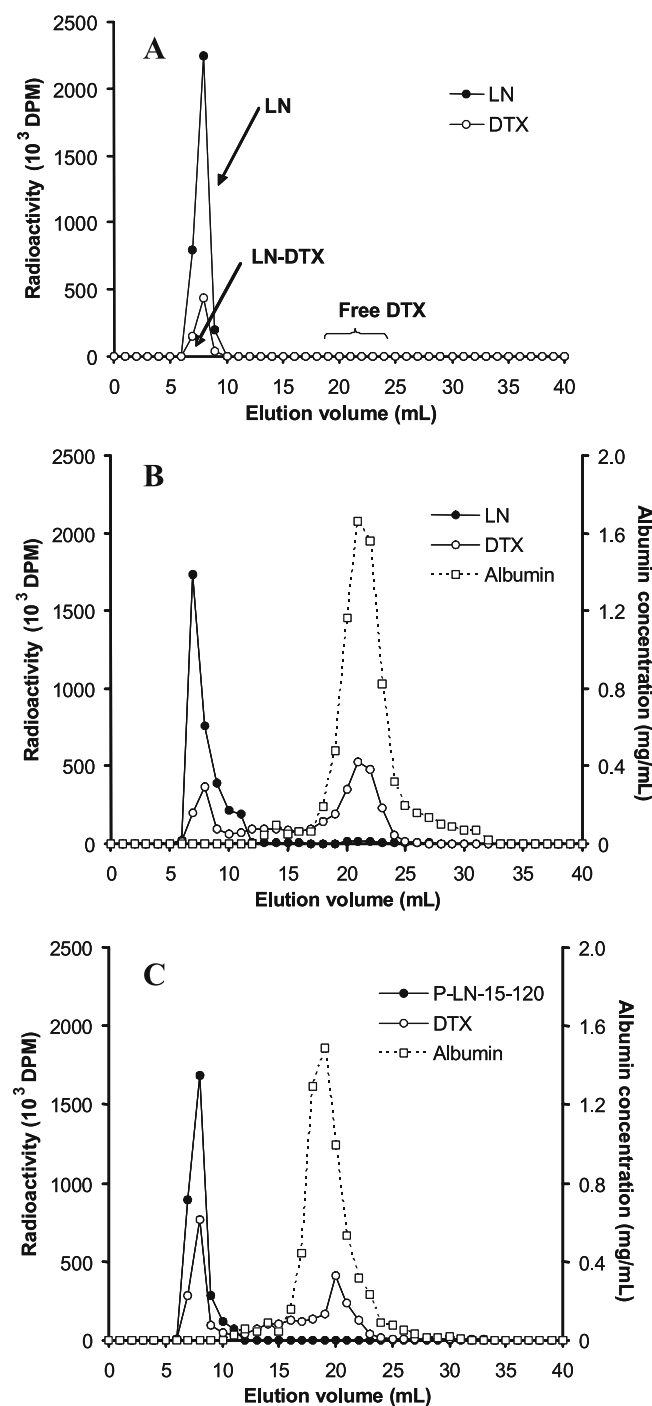 A
Radioactivity (10³ DPM)
2500
2000
1500
1000
500
0
LN
DTX
LN
LN-DTX
Free DTX
0 5 10 15 20 25 30 35 40
Elution volume (mL)
B
Radioactivity (10³ DPM)
2500
2000
1500
1000
500
0
LN
DTX
Albumin
2.0
1.6
1.2
0.8
0.4
0
Albumin concentration (mg/mL)
0 5 10 15 20 25 30 35 40
Elution volume (mL)
C
Radioactivity (10³ DPM)
2500
2000
1500
1000
500
0
P-LN-15-120
DTX
Albumin
2.0
1.6
1.2
0.8
0.4
0
Albumin concentration (mg/mL)
0 5 10 15 20 25 30 35 40
Elution volume (mL)